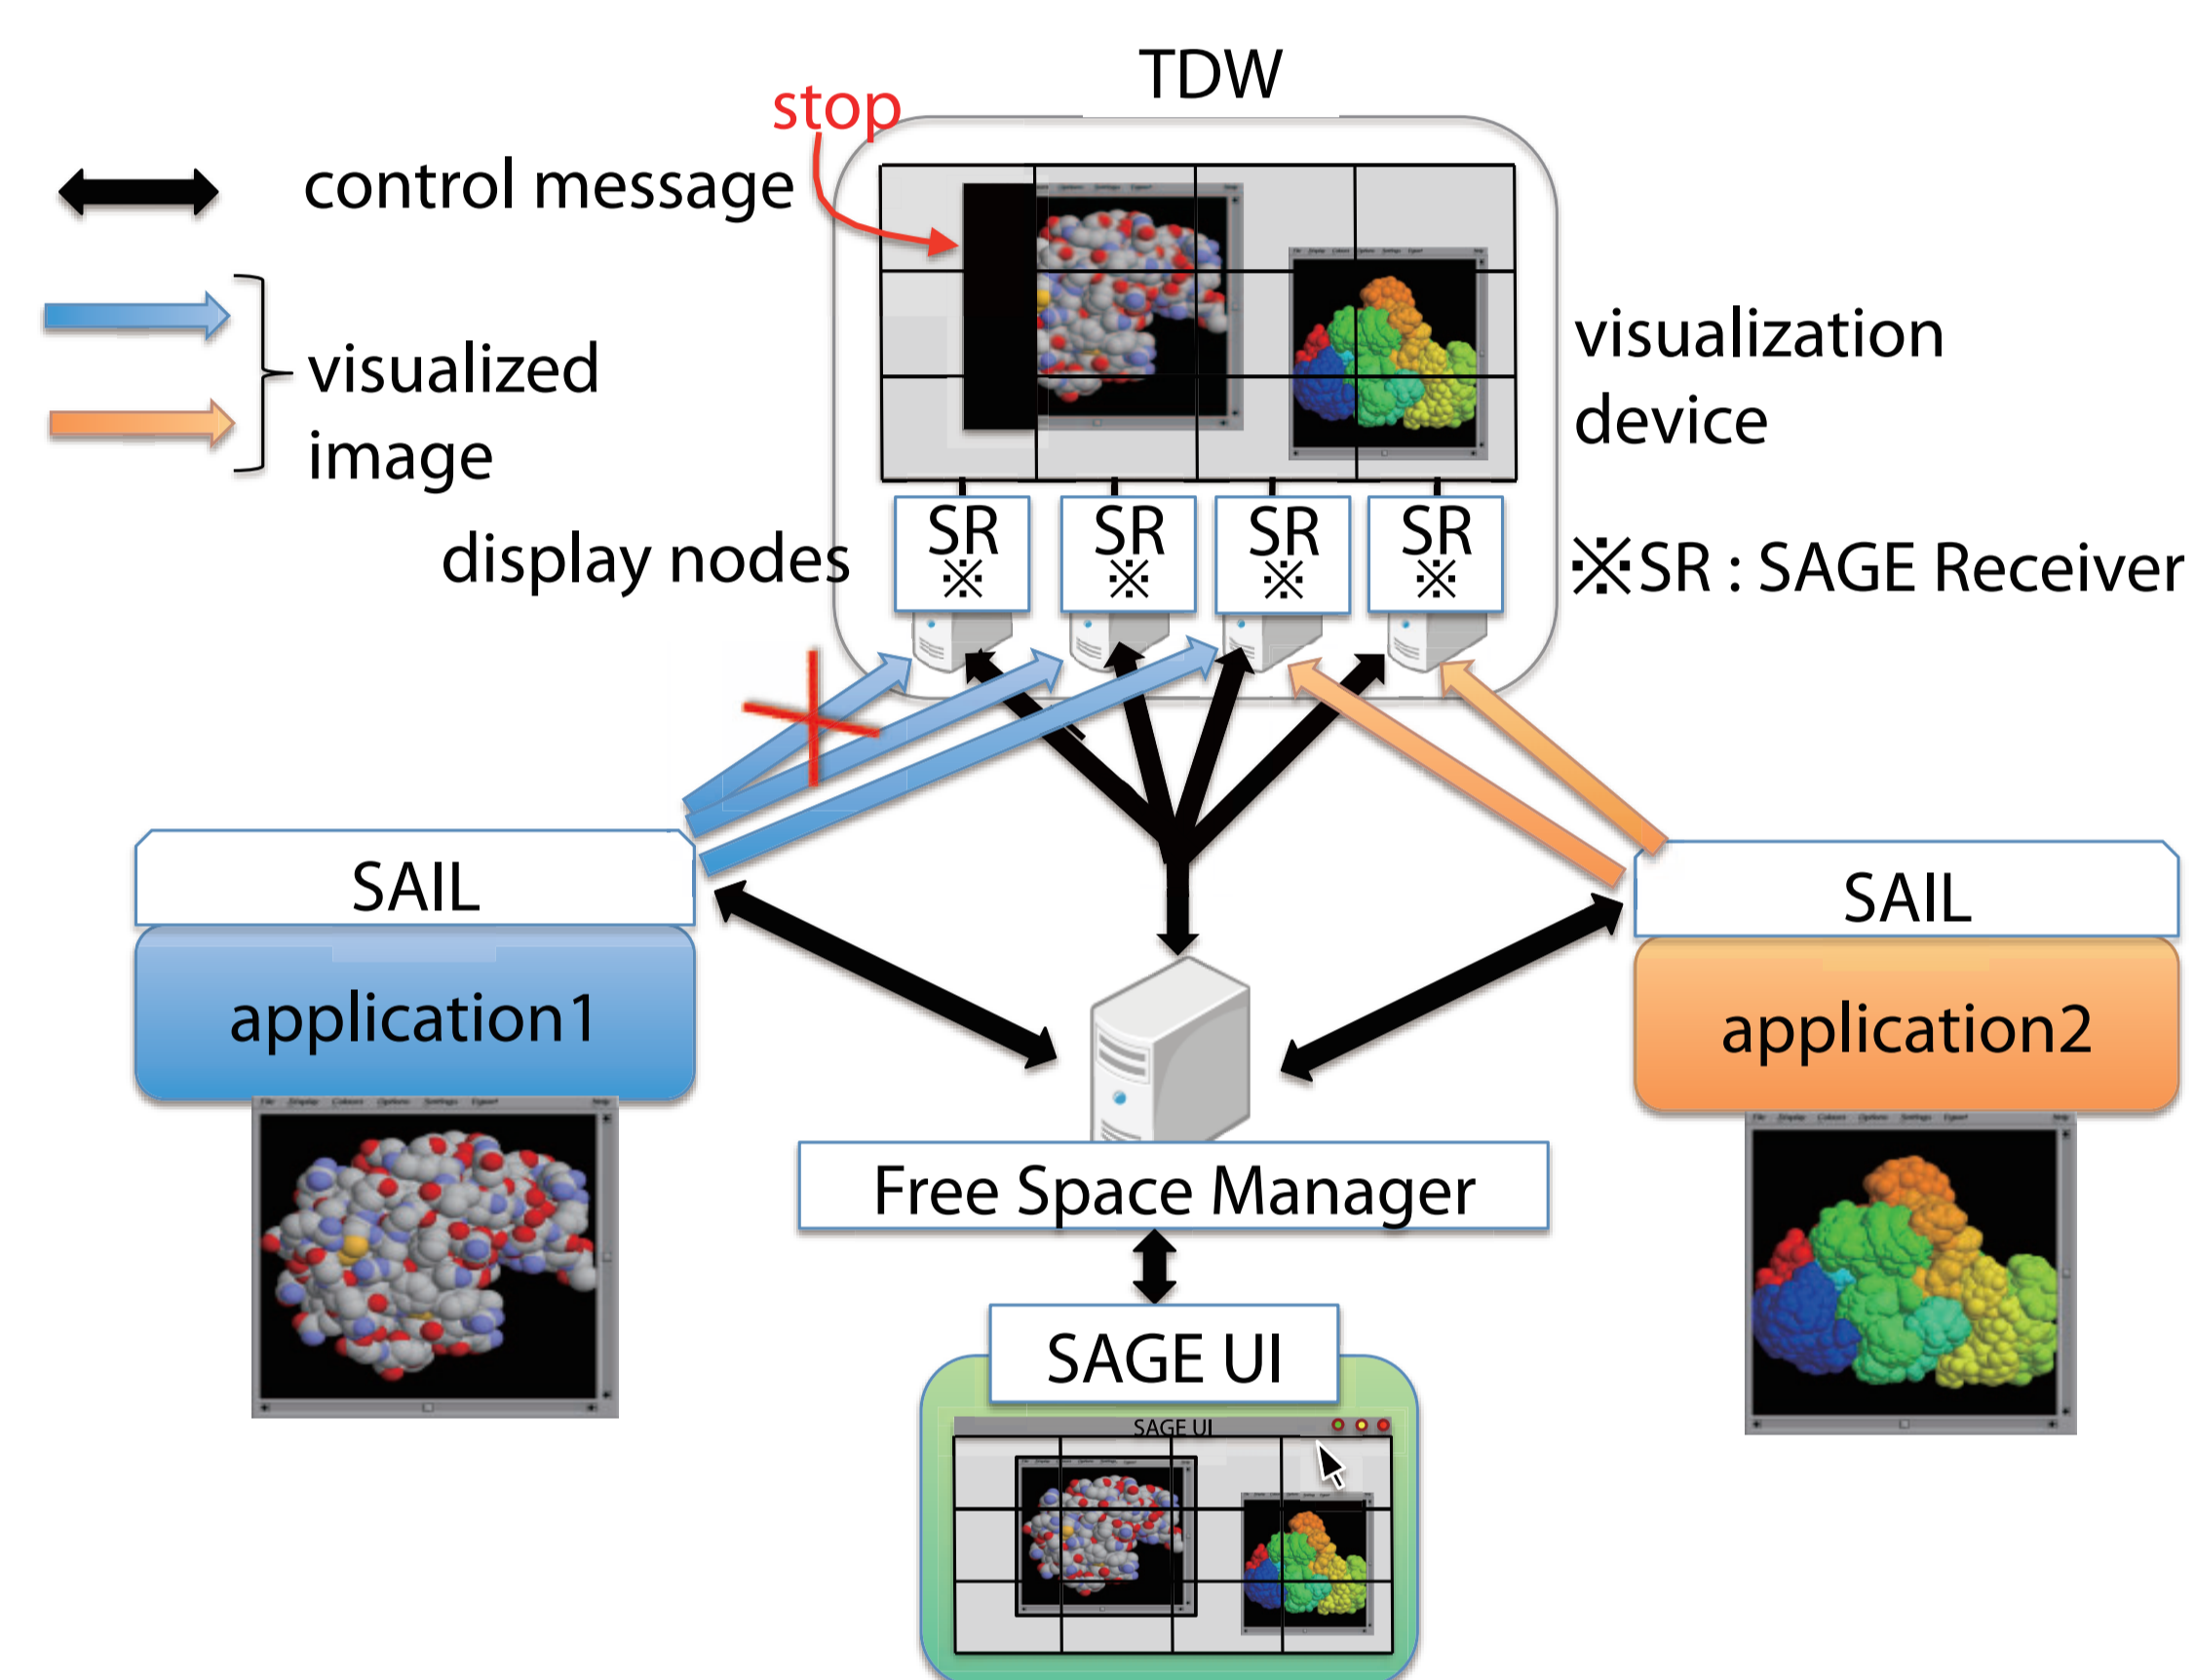 TDW
stop
control message
visualized
image
visualization
device
display nodes
SR
※
SR
※
SR
※
SR
※
※SR : SAGE Receiver
SAIL
application1
SAIL
application2
Free Space Manager
SAGE UI
SAGE UI